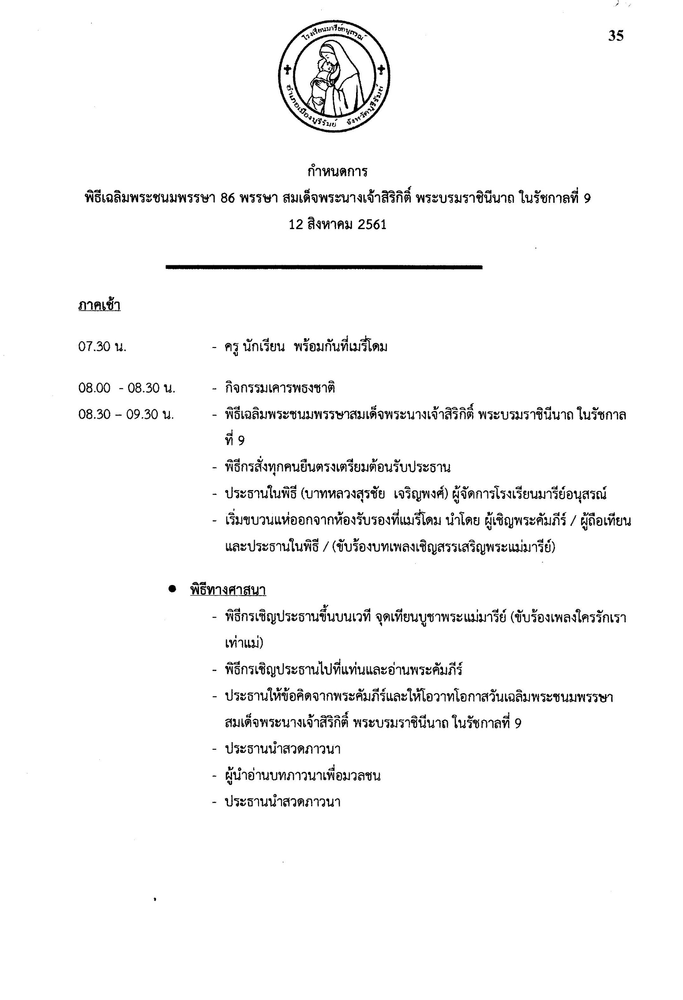 35
โรงเรียนมารีย์อนุสรณ์
อำเภอเมืองบุรีรัมย์ จังหวัดบุรีรัมย์
กำหนดการ
พิธีเฉลิมพระชนมพรรษา 86 พรรษา สมเด็จพระนางเจ้าสิริกิติ์ พระบรมราชินีนาถ ในรัชกาลที่ 9
12 สิงหาคม 2561
ภาคเช้า
07.30 น. - ครู นักเรียน พร้อมกันที่เมรี่โดม
08.00 - 08.30 น. - กิจกรรมเคารพธงชาติ
08.30 – 09.30 น. - พิธีเฉลิมพระชนมพรรษาสมเด็จพระนางเจ้าสิริกิติ์ พระบรมราชินีนาถ ในรัชกาล
ที่ 9
- พิธีกรสั่งทุกคนยืนตรงเตรียมต้อนรับประธาน
- ประธานในพิธี (บาทหลวงสุรชัย เจริญพงศ์) ผู้จัดการโรงเรียนมารีย์อนุสรณ์
- เริ่มขบวนแห่ออกจากห้องรับรองที่แมรี่โดม นำโดย ผู้เชิญพระคัมภีร์ / ผู้ถือเทียน
และประธานในพิธี / (ขับร้องบทเพลงเชิญสรรเสริญพระแม่มารีย์)
● พิธีทางศาสนา
- พิธีกรเชิญประธานขึ้นบนเวที จุดเทียนบูชาพระแม่มารีย์ (ขับร้องเพลงใครรักเรา
เท่าแม่)
- พิธีกรเชิญประธานไปที่แท่นและอ่านพระคัมภีร์
- ประธานให้ข้อคิดจากพระคัมภีร์และให้โอวาทโอกาสวันเฉลิมพระชนมพรรษา
สมเด็จพระนางเจ้าสิริกิติ์ พระบรมราชินีนาถ ในรัชกาลที่ 9
- ประธานนำสวดภาวนา
- ผู้นำอ่านบทภาวนาเพื่อมวลชน
- ประธานนำสวดภาวนา